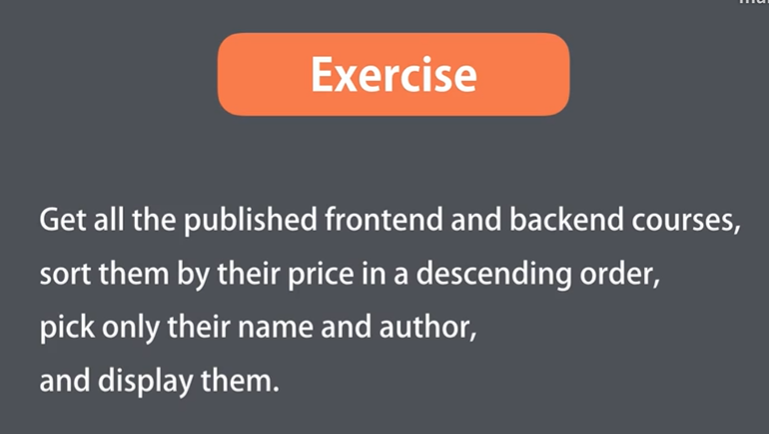 Exercise
Get all the published frontend and backend courses,
sort them by their price in a descending order,
pick only their name and author,
and display them.